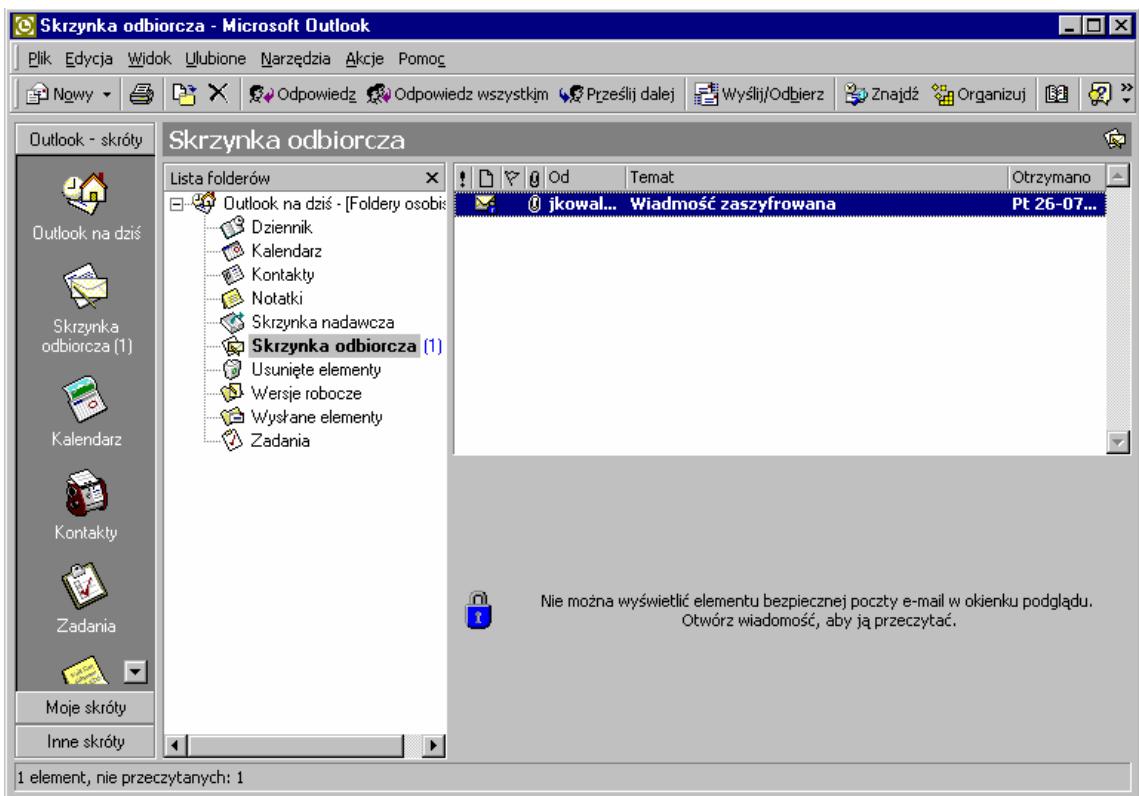 Skrzynka odbiorcza - Microsoft Outlook
Plik Edycja Widok Ulubione Narzędzia Akcje Pomoc
Nowy Odpowiedz Odpowiedz wszystkim Prześlij dalej Wyślij/Odbierz Znajdź Organizuj
Outlook - skróty
Skrzynka odbiorcza
Outlook na dziś
Skrzynka
odbiorcza (1)
Kalendarz
Kontakty
Zadania
Moje skróty
Inne skróty
Lista folderów
Outlook na dziś - [Foldery osobis
Dziennik
Kalendarz
Kontakty
Notatki
Skrzynka nadawcza
Skrzynka odbiorcza (1)
Usunięte elementy
Wersje robocze
Wysłane elementy
Zadania
! Od Temat Otrzymano
jkowal... Wiadmość zaszyfrowana Pt 26-07...
Nie można wyświetlić elementu bezpiecznej poczty e-mail w okienku podglądu.
Otwórz wiadomość, aby ją przeczytać.
1 element, nie przeczytanych: 1